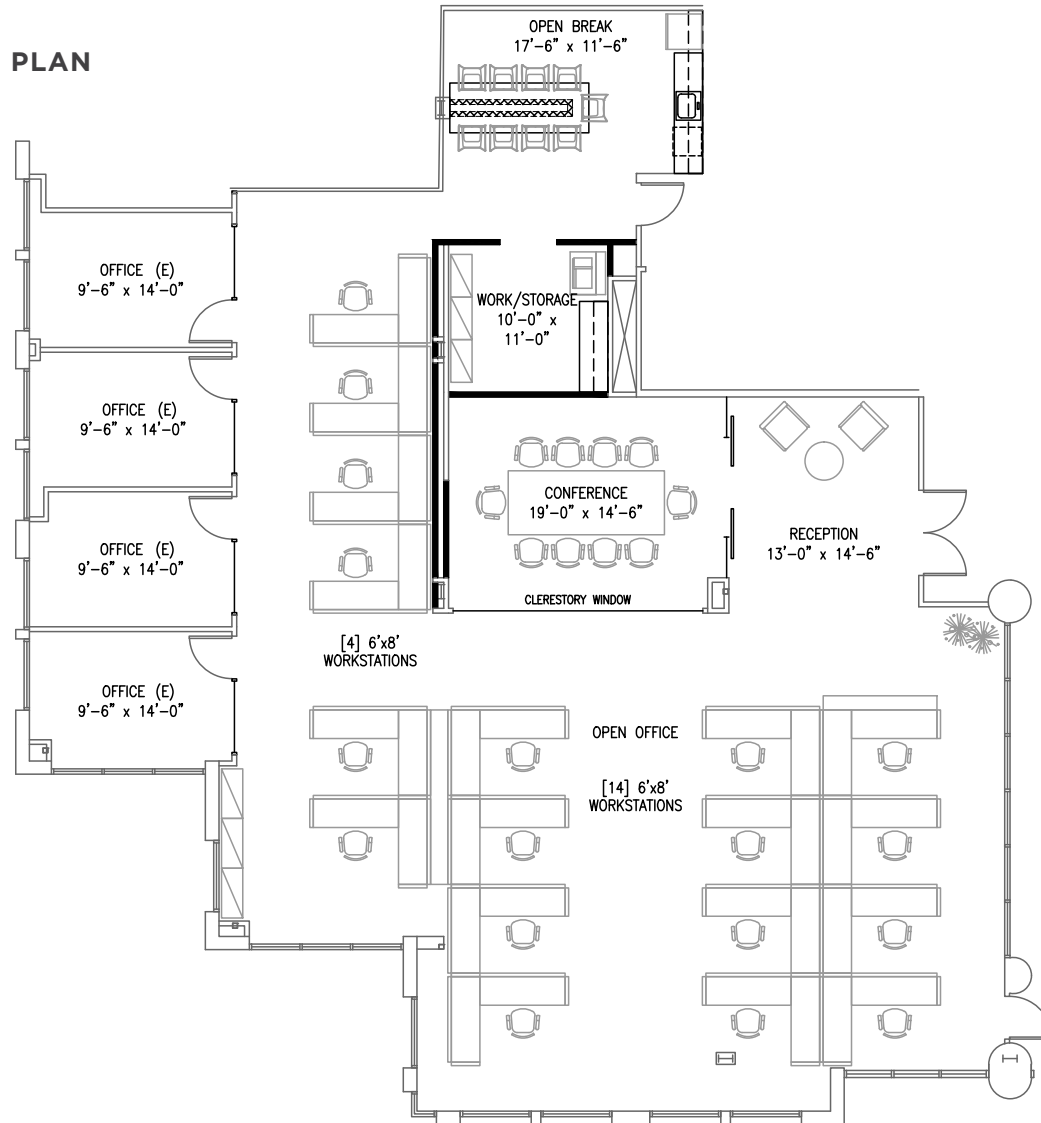 PLAN
OPEN BREAK
17'-6" x 11'-6"
OFFICE (E)
9'-6" x 14'-0"
WORK/STORAGE
10'-0" x
11'-0"
OFFICE (E)
9'-6" x 14'-0"
CONFERENCE
19'-0" x 14'-6"
RECEPTION
13'-0" x 14'-6"
OFFICE (E)
9'-6" x 14'-0"
CLERESTORY WINDOW
[4] 6'x8'
WORKSTATIONS
OFFICE (E)
9'-6" x 14'-0"
OPEN OFFICE
[14] 6'x8'
WORKSTATIONS